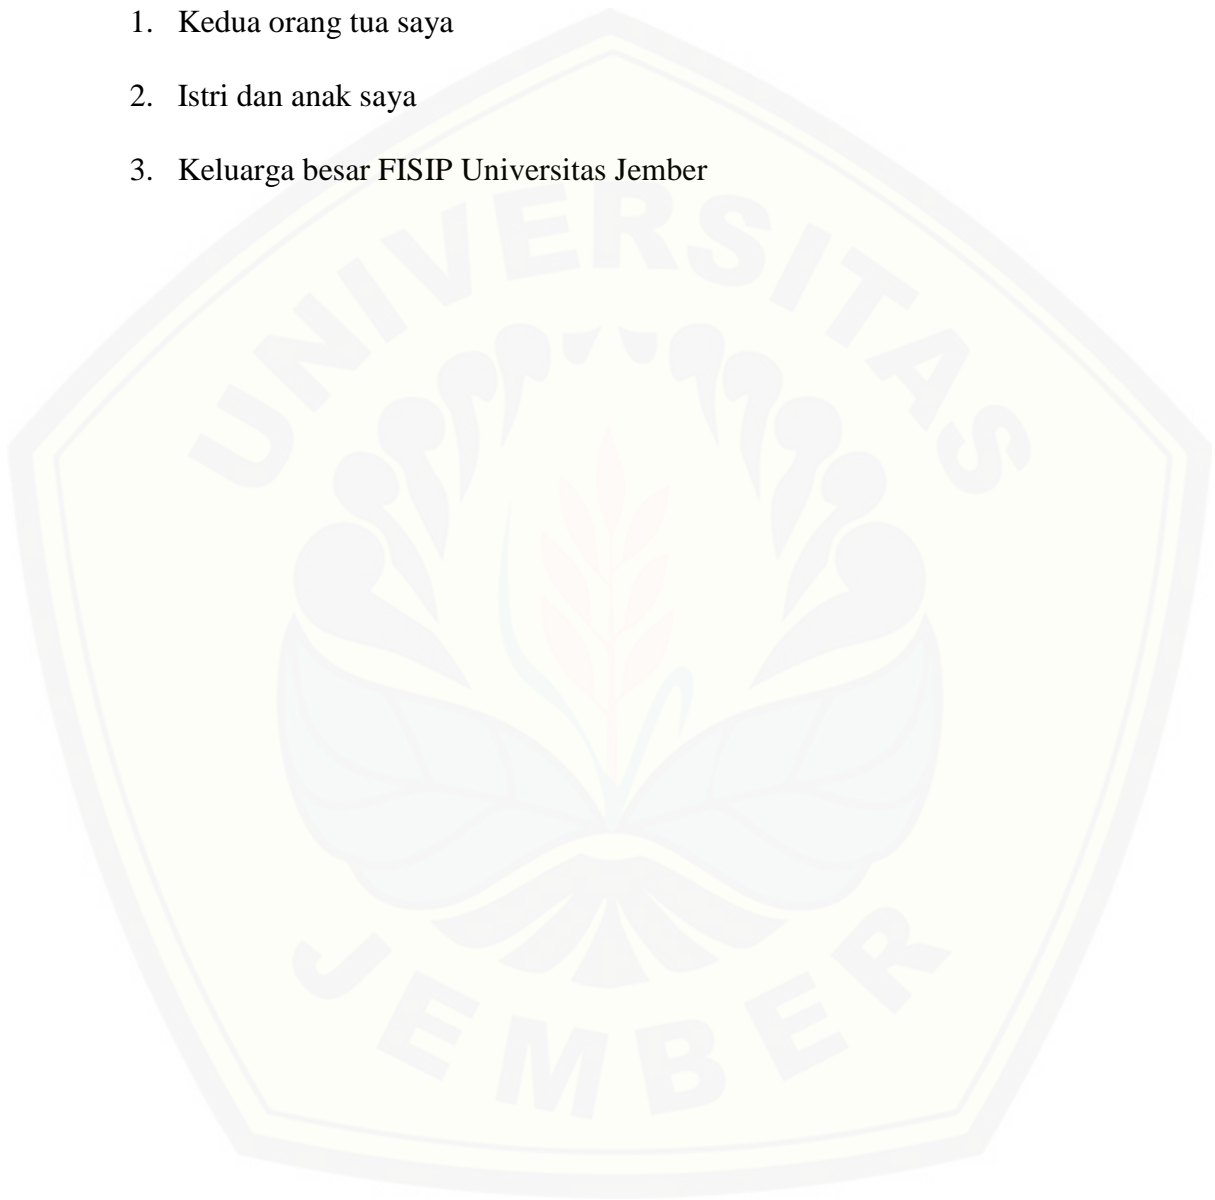 1. Kedua orang tua saya
2. Istri dan anak saya
3. Keluarga besar FISIP Universitas Jember
UNIVERSITAS
JEMBER